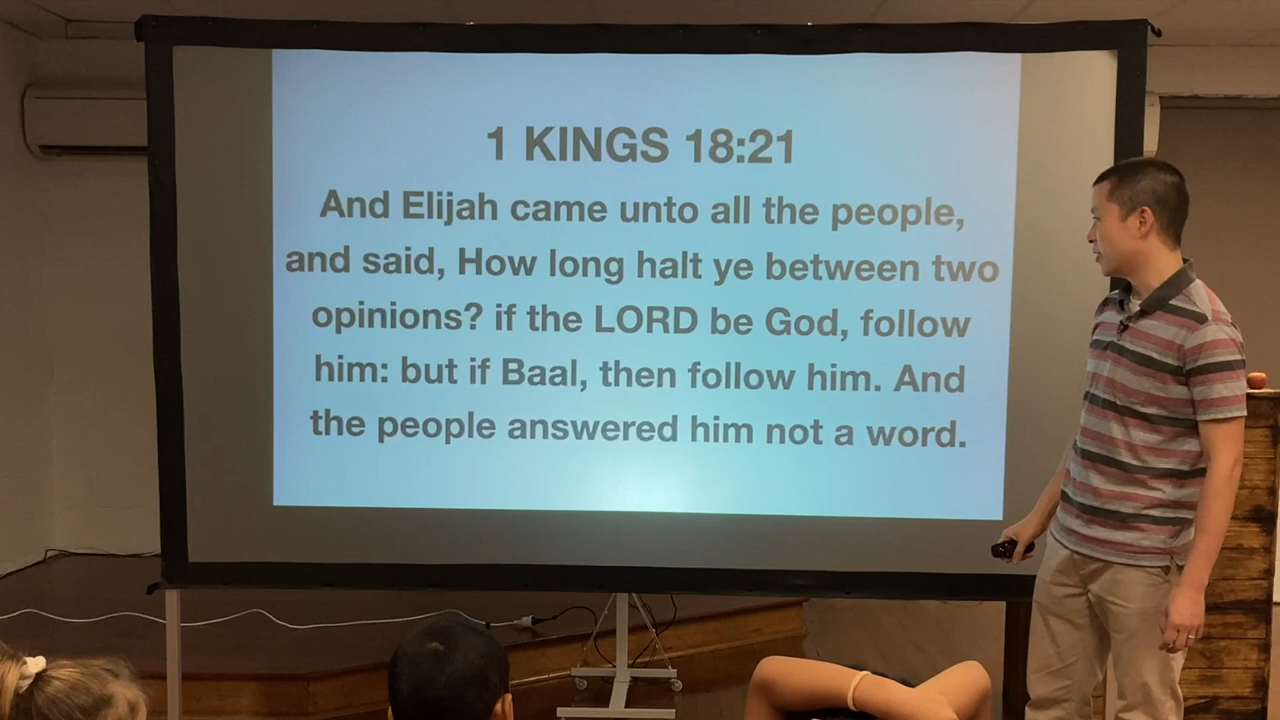 1 KINGS 18:21
And Elijah came unto all the people,
and said, How long halt ye between two
opinions? if the LORD be God, follow
him: but if Baal, then follow him. And
the people answered him not a word.